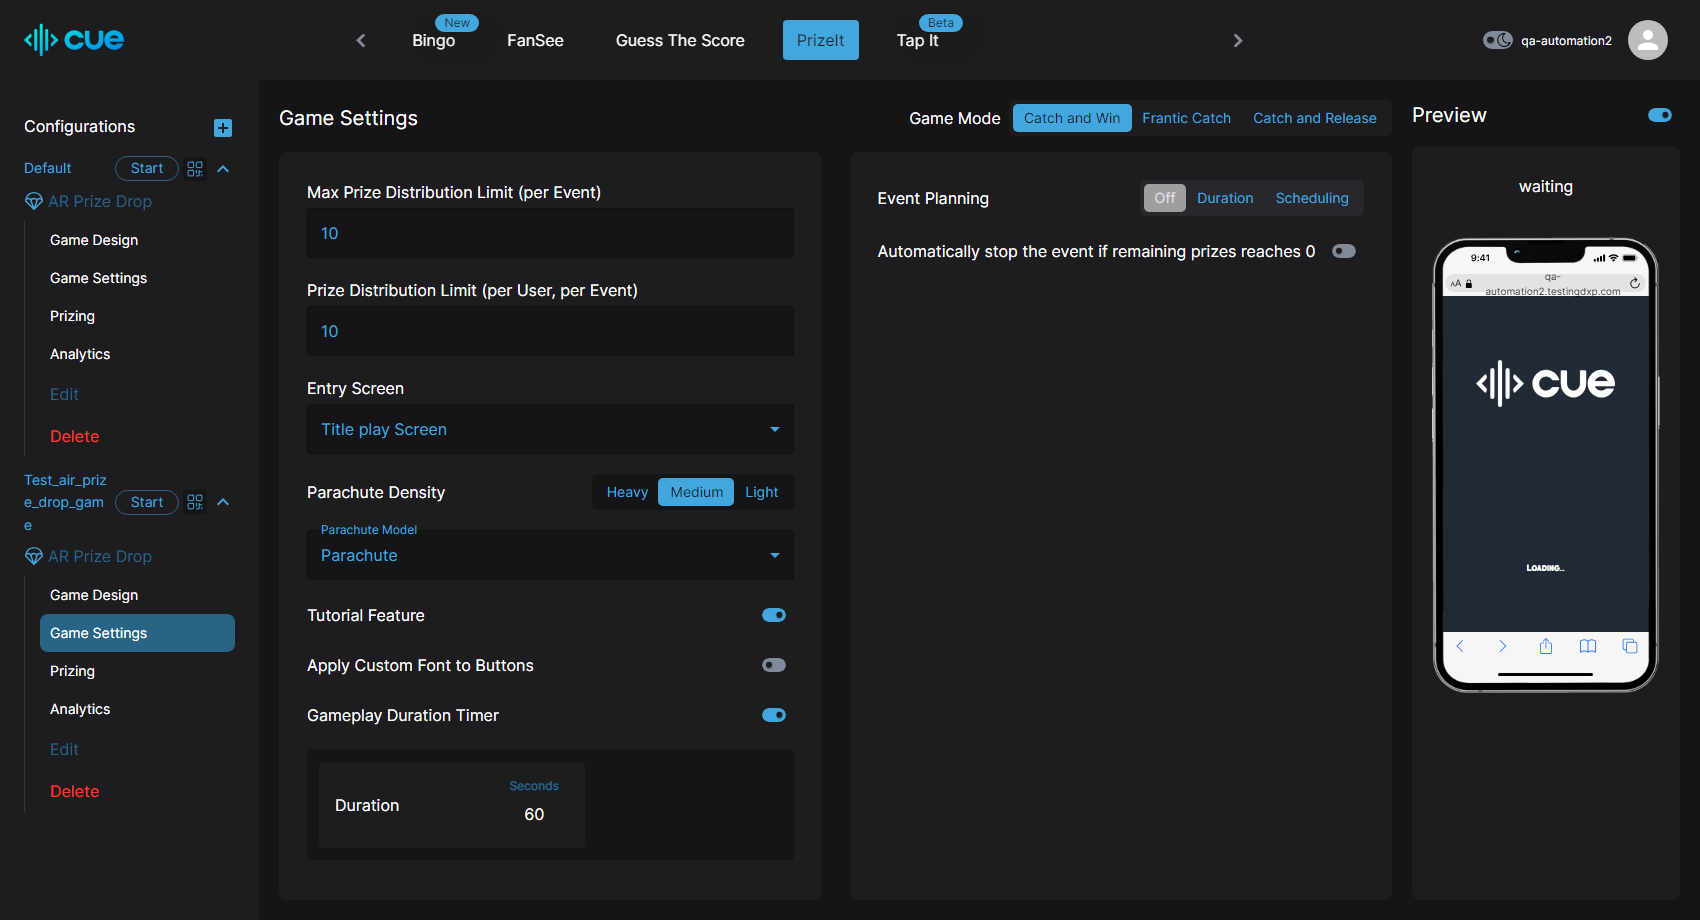 cue
New
Bingo
FanSee
Guess The Score
PrizeIt
Beta
Tap It
qa-automation2
Configurations
Default
Start
AR Prize Drop
Game Design
Game Settings
Prizing
Analytics
Edit
Delete
Test_air_priz
e_drop_gam
e
Start
AR Prize Drop
Game Design
Game Settings
Prizing
Analytics
Edit
Delete
Game Settings
Game Mode
Catch and Win
Frantic Catch
Catch and Release
Max Prize Distribution Limit (per Event)
10
Prize Distribution Limit (per User, per Event)
10
Entry Screen
Title play Screen
Parachute Density
Heavy
Medium
Light
Parachute Model
Parachute
Tutorial Feature
Apply Custom Font to Buttons
Gameplay Duration Timer
Duration
Seconds
60
Event Planning
Off
Duration
Scheduling
Automatically stop the event if remaining prizes reaches 0
Preview
waiting
9:41
AA
qa-
automation2.testingdxp.com
cue
Loading...